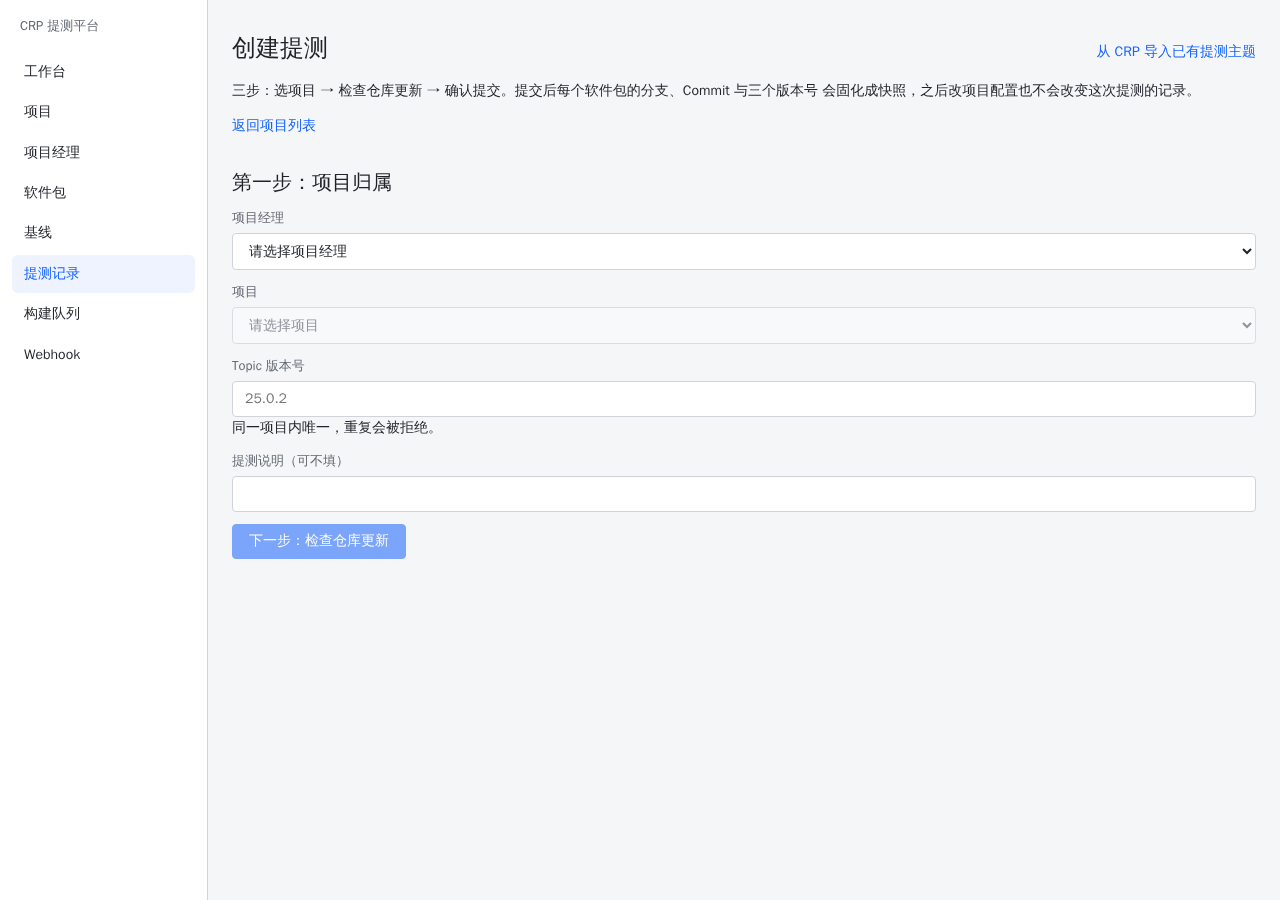 CRP 提测平台
工作台
项目
项目经理
软件包
基线
提测记录
构建队列
Webhook
创建提测
从 CRP 导入已有提测主题
三步：选项目 → 检查仓库更新 → 确认提交。提交后每个软件包的分支、Commit 与三个版本号 会固化成快照，之后改项目配置也不会改变这次提测的记录。
返回项目列表
第一步：项目归属
项目经理
请选择项目经理
项目
请选择项目
Topic 版本号
25.0.2
同一项目内唯一，重复会被拒绝。
提测说明（可不填）
下一步：检查仓库更新